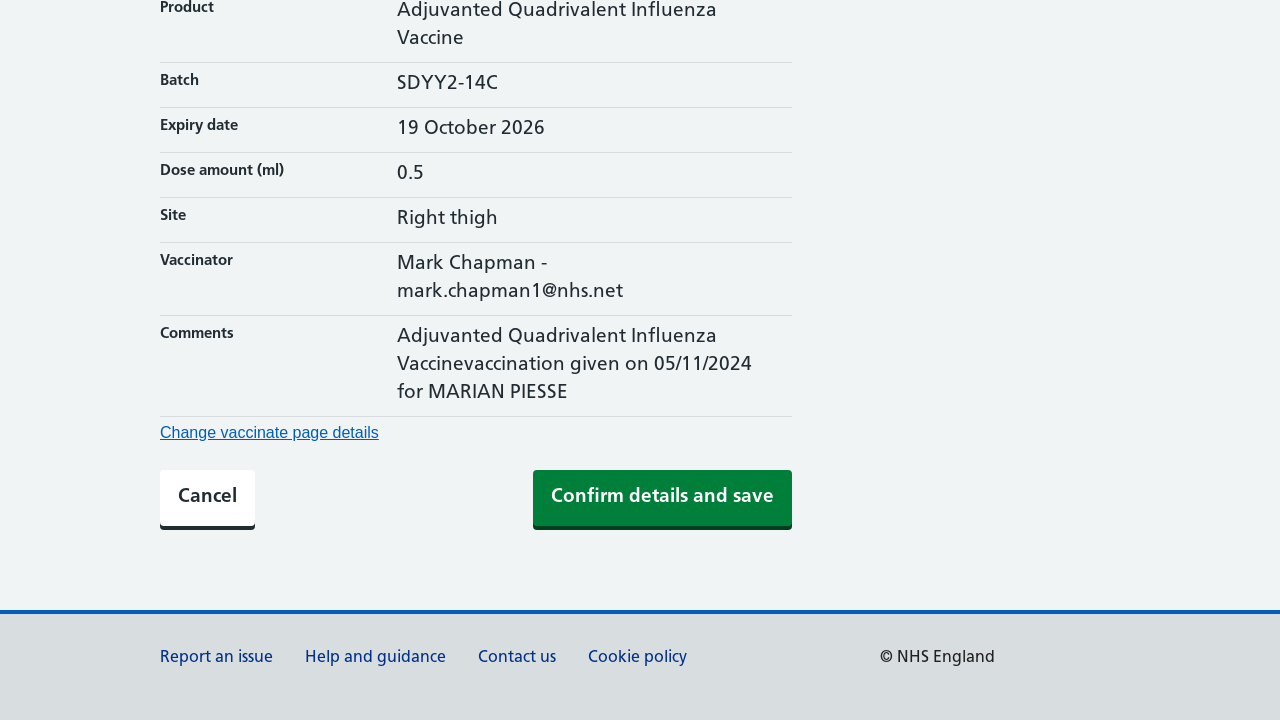 Product
Adjuvanted Quadrivalent Influenza
Vaccine
Batch
SDYY2-14C
Expiry date
19 October 2026
Dose amount (ml)
0.5
Site
Right thigh
Vaccinator
Mark Chapman -
mark.chapman1@nhs.net
Comments
Adjuvanted Quadrivalent Influenza
Vaccinevaccination given on 05/11/2024
for MARIAN PIESSE
Change vaccinate page details
Cancel
Confirm details and save
Report an issue
Help and guidance
Contact us
Cookie policy
© NHS England